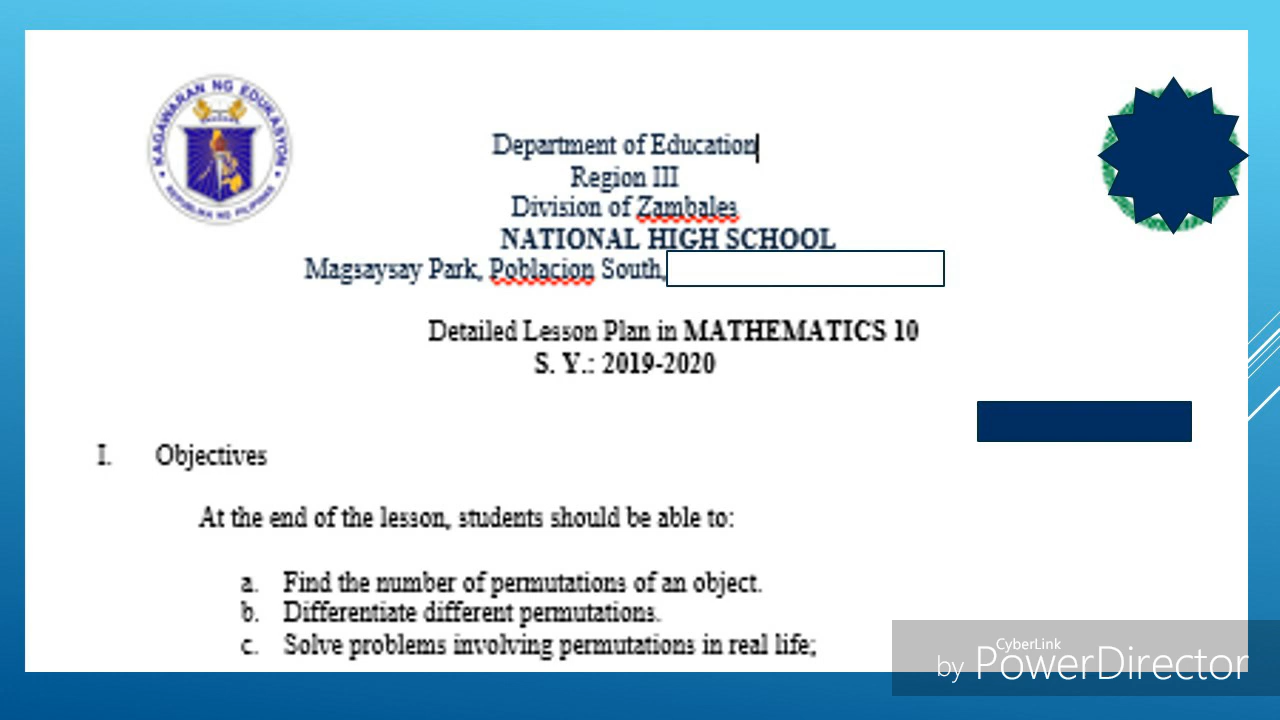 KAGAWARAN NG EDUKASYON
REPUBLIKA NG PILIPINAS
Department of Education
Region III
Division of Zambales
NATIONAL HIGH SCHOOL
Magsaysay Park, Poblacion South,
Detailed Lesson Plan in MATHEMATICS 10
S. Y.: 2019-2020
I. Objectives
At the end of the lesson, students should be able to:
a. Find the number of permutations of an object.
b. Differentiate different permutations.
c. Solve problems involving permutations in real life;
by CyberLink PowerDirector